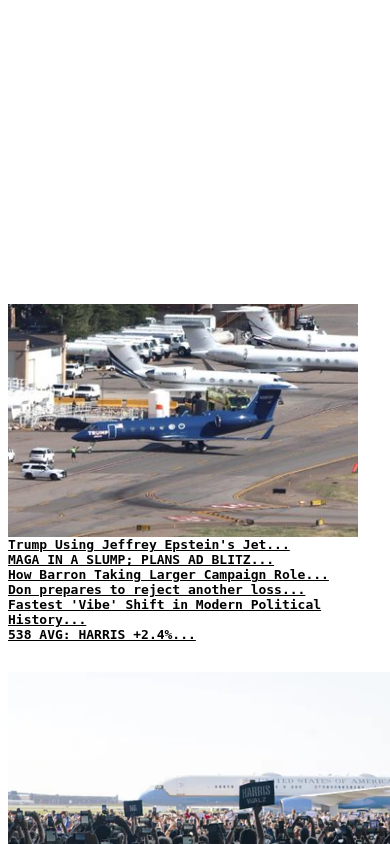 TRUMP
Trump Using Jeffrey Epstein's Jet...
MAGA IN A SLUMP; PLANS AD BLITZ...
How Barron Taking Larger Campaign Role...
Don prepares to reject another loss...
Fastest 'Vibe' Shift in Modern Political
History...
538 AVG: HARRIS +2.4%...
UNITED STATES OF AMERICA
HARRIS
WALZ